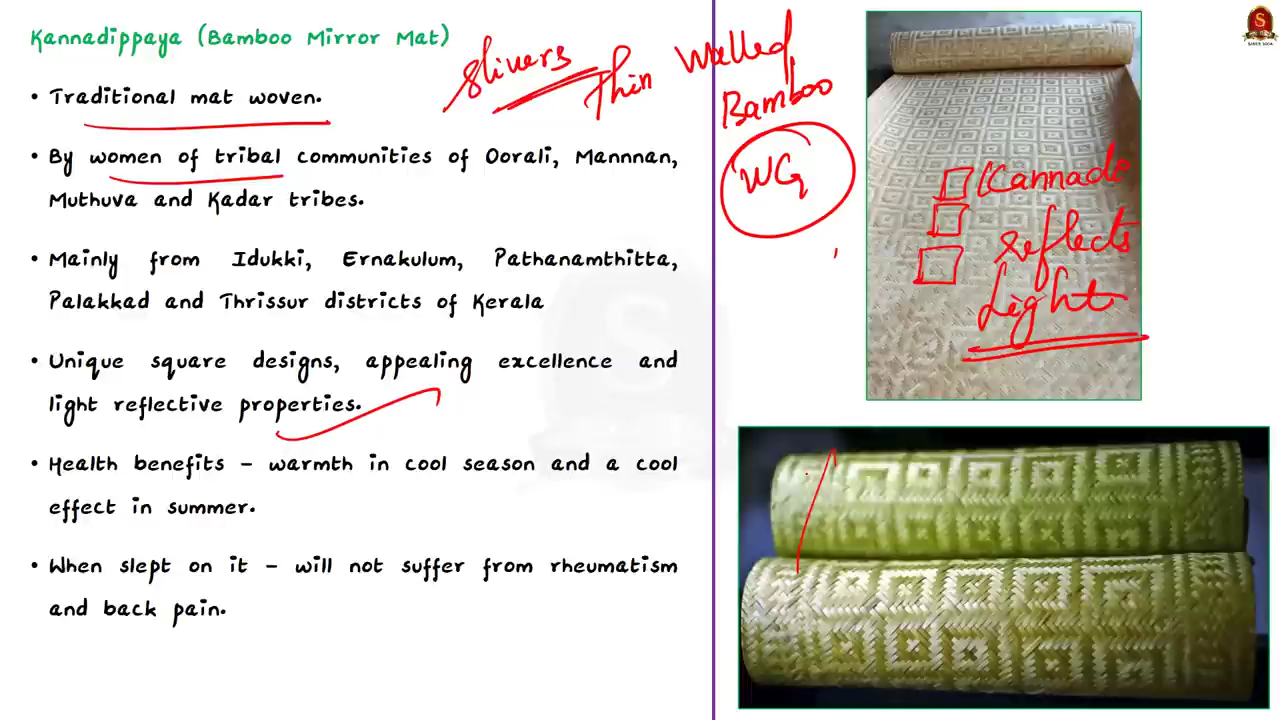 Kannadippaya (Bamboo Mirror Mat)
• Traditional mat woven.
• By women of tribal communities of Oorali, Mannnan,
Muthuva and Kadar tribes.
• Mainly from Idukki, Ernakulum, Pathanamthitta,
Palakkad and Thrissur districts of Kerala
• Unique square designs, appealing excellence and
light reflective properties.
• Health benefits - warmth in cool season and a cool
effect in summer.
• When slept on it - will not suffer from rheumatism
and back pain.
Slivers
thin Walled
Bamboo
WG
Kannade
reflects
Light
S